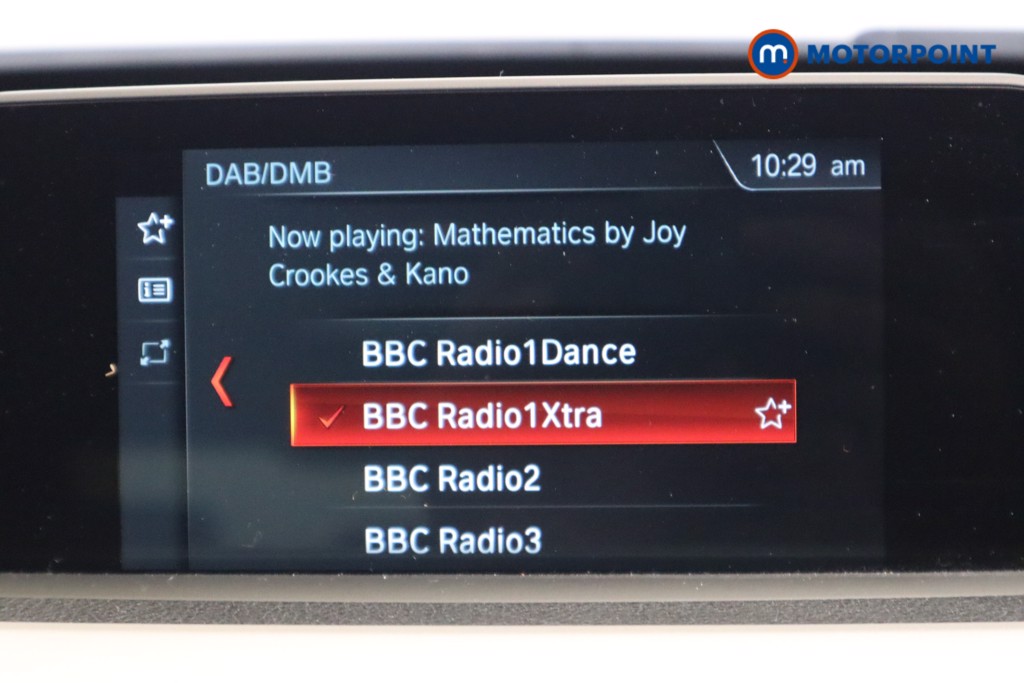 MOTORPOINT
DAB/DMB
10:29 am
Now playing: Mathematics by Joy
Crookes & Kano
BBC Radio1Dance
BBC Radio1Xtra
BBC Radio2
BBC Radio3